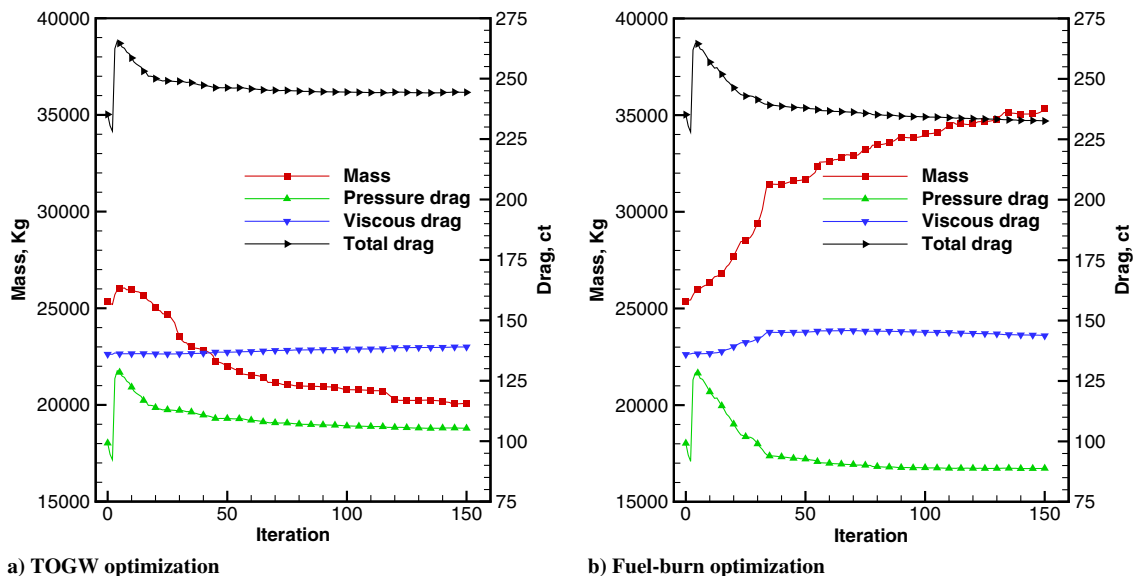 40000
35000
30000
25000
20000
15000
Mass, Kg
275
250
225
200
175
150
125
100
75
Drag, ct
Mass
Pressure drag
Viscous drag
Total drag
0
50
100
150
Iteration
a) TOGW optimization
40000
35000
30000
25000
20000
15000
Mass, Kg
275
250
225
200
175
150
125
100
75
Drag, ct
Mass
Pressure drag
Viscous drag
Total drag
0
50
100
150
Iteration
b) Fuel-burn optimization